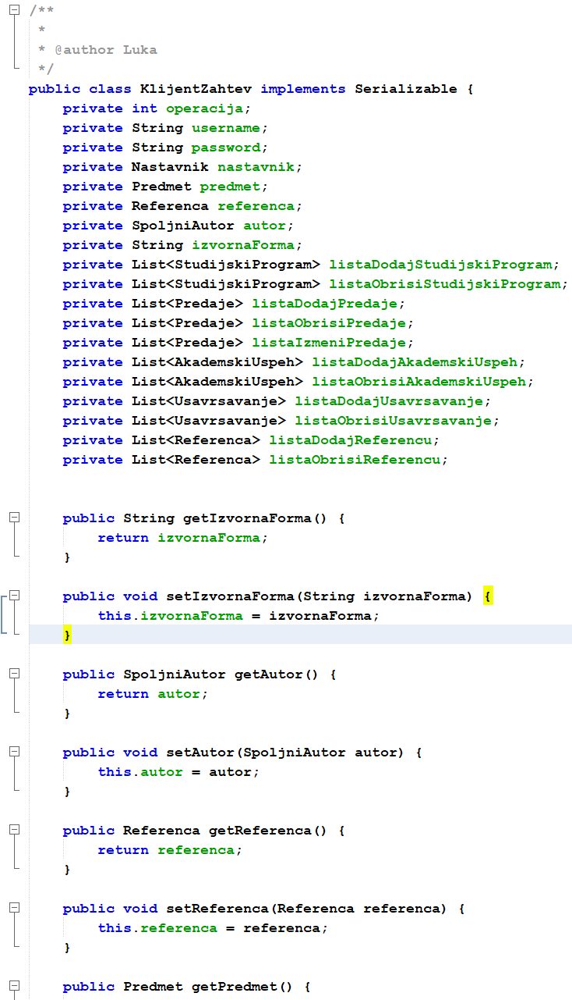 /**
 *
 * @author Luka
 */
public class KlijentZahtev implements Serializable {
    private int operacija;
    private String username;
    private String password;
    private Nastavnik nastavnik;
    private Predmet predmet;
    private Referenca referenca;
    private SpoljniAutor autor;
    private String izvornaForma;
    private List<StudijskiProgram> listaDodajStudijskiProgram;
    private List<StudijskiProgram> listaObrisiStudijskiProgram;
    private List<Predaje> listaDodajPredaje;
    private List<Predaje> listaObrisiPredaje;
    private List<Predaje> listaIzmeniPredaje;
    private List<AkademskiUspeh> listaDodajAkademskiUspeh;
    private List<AkademskiUspeh> listaObrisiAkademskiUspeh;
    private List<Usavrsavanje> listaDodajUsavrsavanje;
    private List<Usavrsavanje> listaObrisiUsavrsavanje;
    private List<Referenca> listaDodajReferencu;
    private List<Referenca> listaObrisiReferencu;

    public String getIzvornaForma() {
        return izvornaForma;
    }

    public void setIzvornaForma(String izvornaForma) {
        this.izvornaForma = izvornaForma;
    }

    public SpoljniAutor getAutor() {
        return autor;
    }

    public void setAutor(SpoljniAutor autor) {
        this.autor = autor;
    }

    public Referenca getReferenca() {
        return referenca;
    }

    public void setReferenca(Referenca referenca) {
        this.referenca = referenca;
    }

    public Predmet getPredmet() {